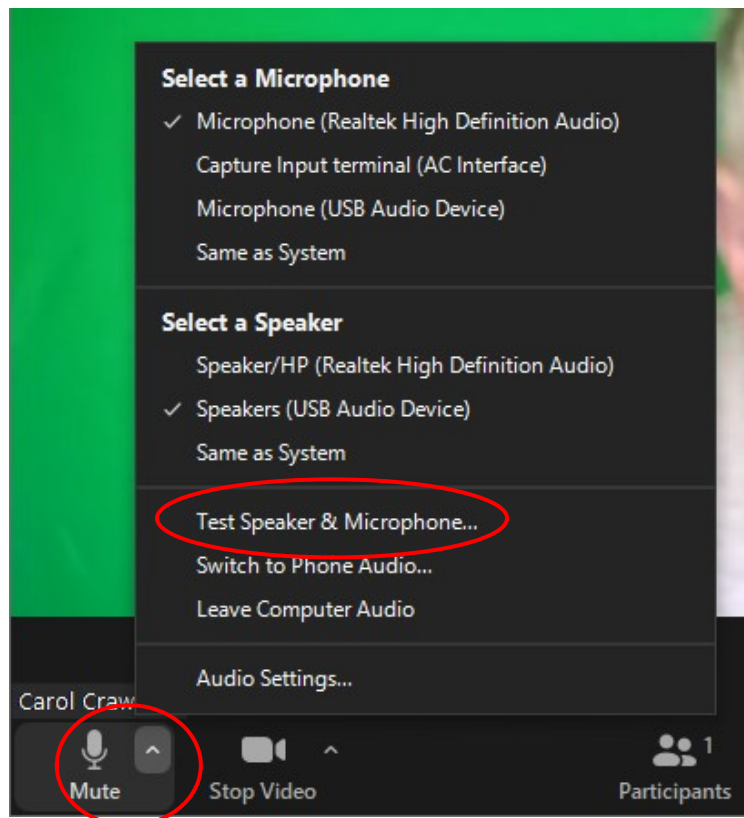 Select a Microphone
✓ Microphone (Realtek High Definition Audio)
Capture Input terminal (AC Interface)
Microphone (USB Audio Device)
Same as System
Select a Speaker
Speaker/HP (Realtek High Definition Audio)
✓ Speakers (USB Audio Device)
Same as System
Test Speaker & Microphone...
Switch to Phone Audio...
Leave Computer Audio
Audio Settings...
Carol Craw
Mute Stop Video Participants 1